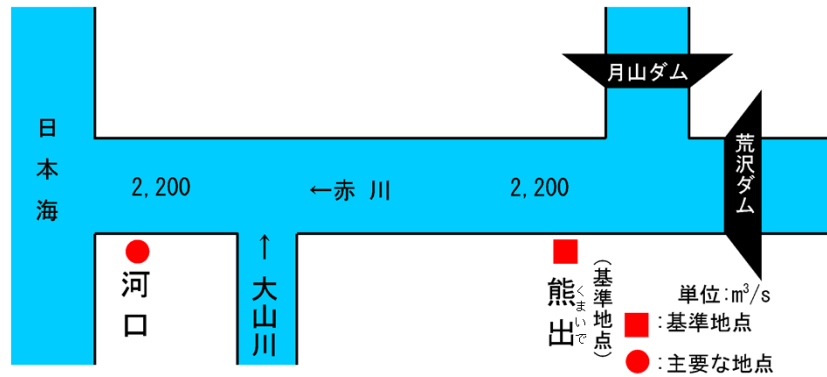 月山ダム
荒沢ダム
日本海
2,200
←赤川
2,200
河口
↑
大山川
熊出
くまいで
(基準地点)
単位:m³/s
■:基準地点
●:主要な地点